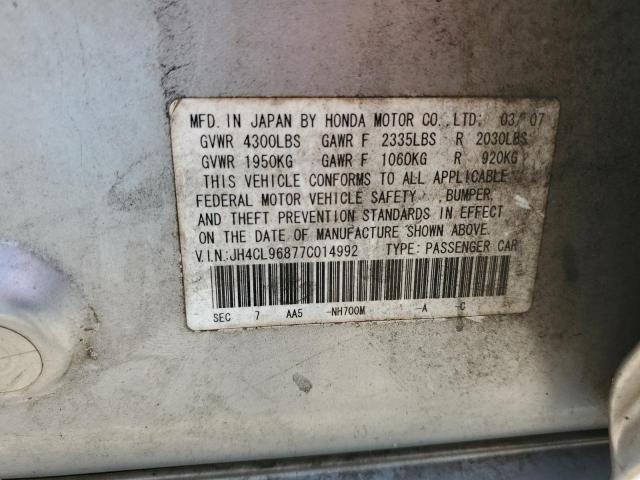 MFD. IN JAPAN BY HONDA MOTOR CO., LTD. 03/07
GVWR 4300LBS GAWR F 2335LBS R 2030LBS
GVWR 1950KG GAWR F 1060KG R 920KG
THIS VEHICLE CONFORMS TO ALL APPLICABLE
FEDERAL MOTOR VEHICLE SAFETY , BUMPER,
AND THEFT PREVENTION STANDARDS IN EFFECT
ON THE DATE OF MANUFACTURE SHOWN ABOVE.
V.I.N.:JH4CL96877C014992 TYPE: PASSENGER CAR
SEC 7 AA5 -NH700M -A -C